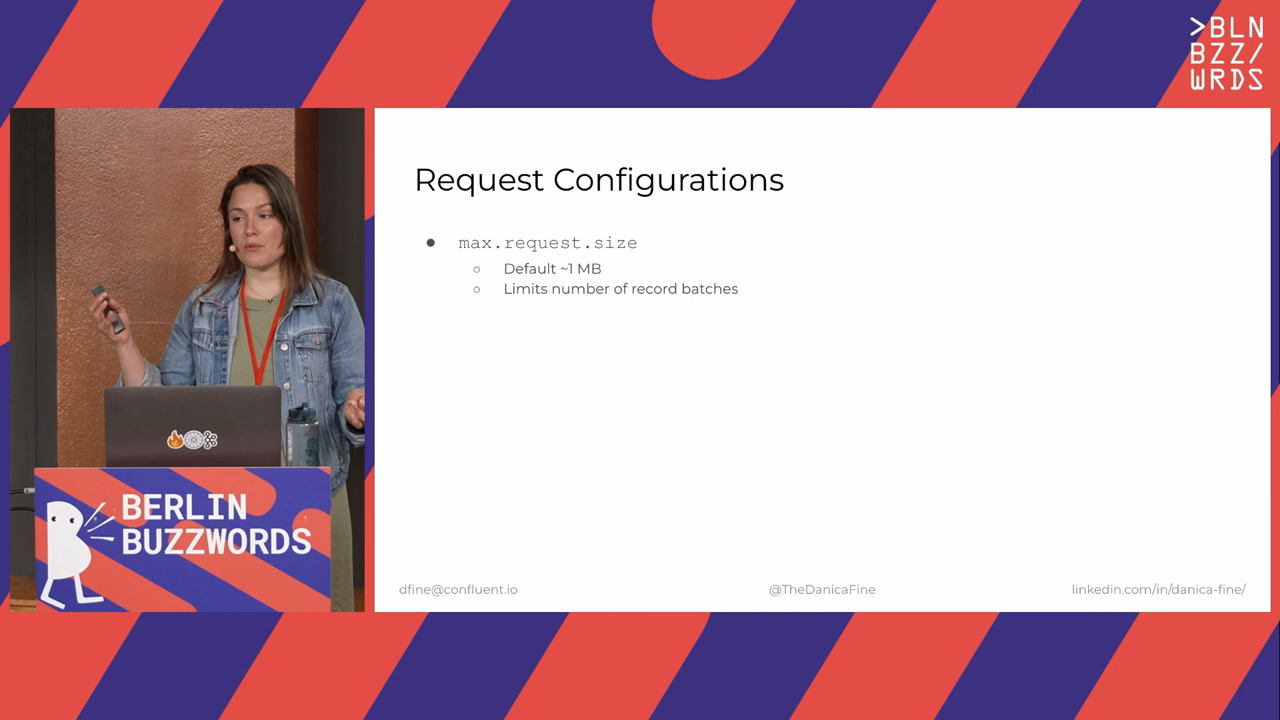 >BLN
BZZ/
WRDS
Request Configurations
● max.request.size
○ Default ~1 MB
○ Limits number of record batches
dfine@confluent.io
@TheDanicaFine
linkedin.com/in/danica-fine/
BERLIN
BUZZWORDS